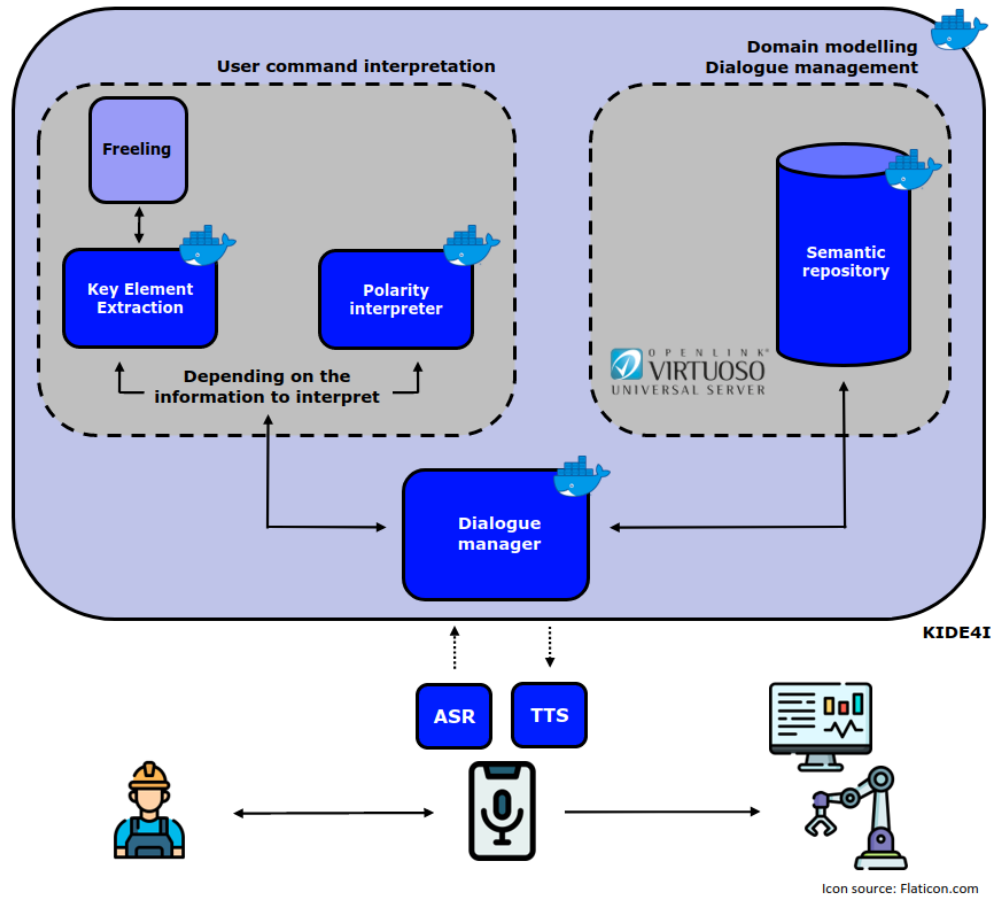 User command interpretation
Domain modelling
Dialogue management
Freeling
Key Element
Extraction
Polarity
interpreter
Semantic
repository
Depending on the
information to interpret
OPENLINK
VIRTUOSO
UNIVERSAL SERVER
Dialogue
manager
KIDE4I
ASR
TTS
Icon source: Flaticon.com